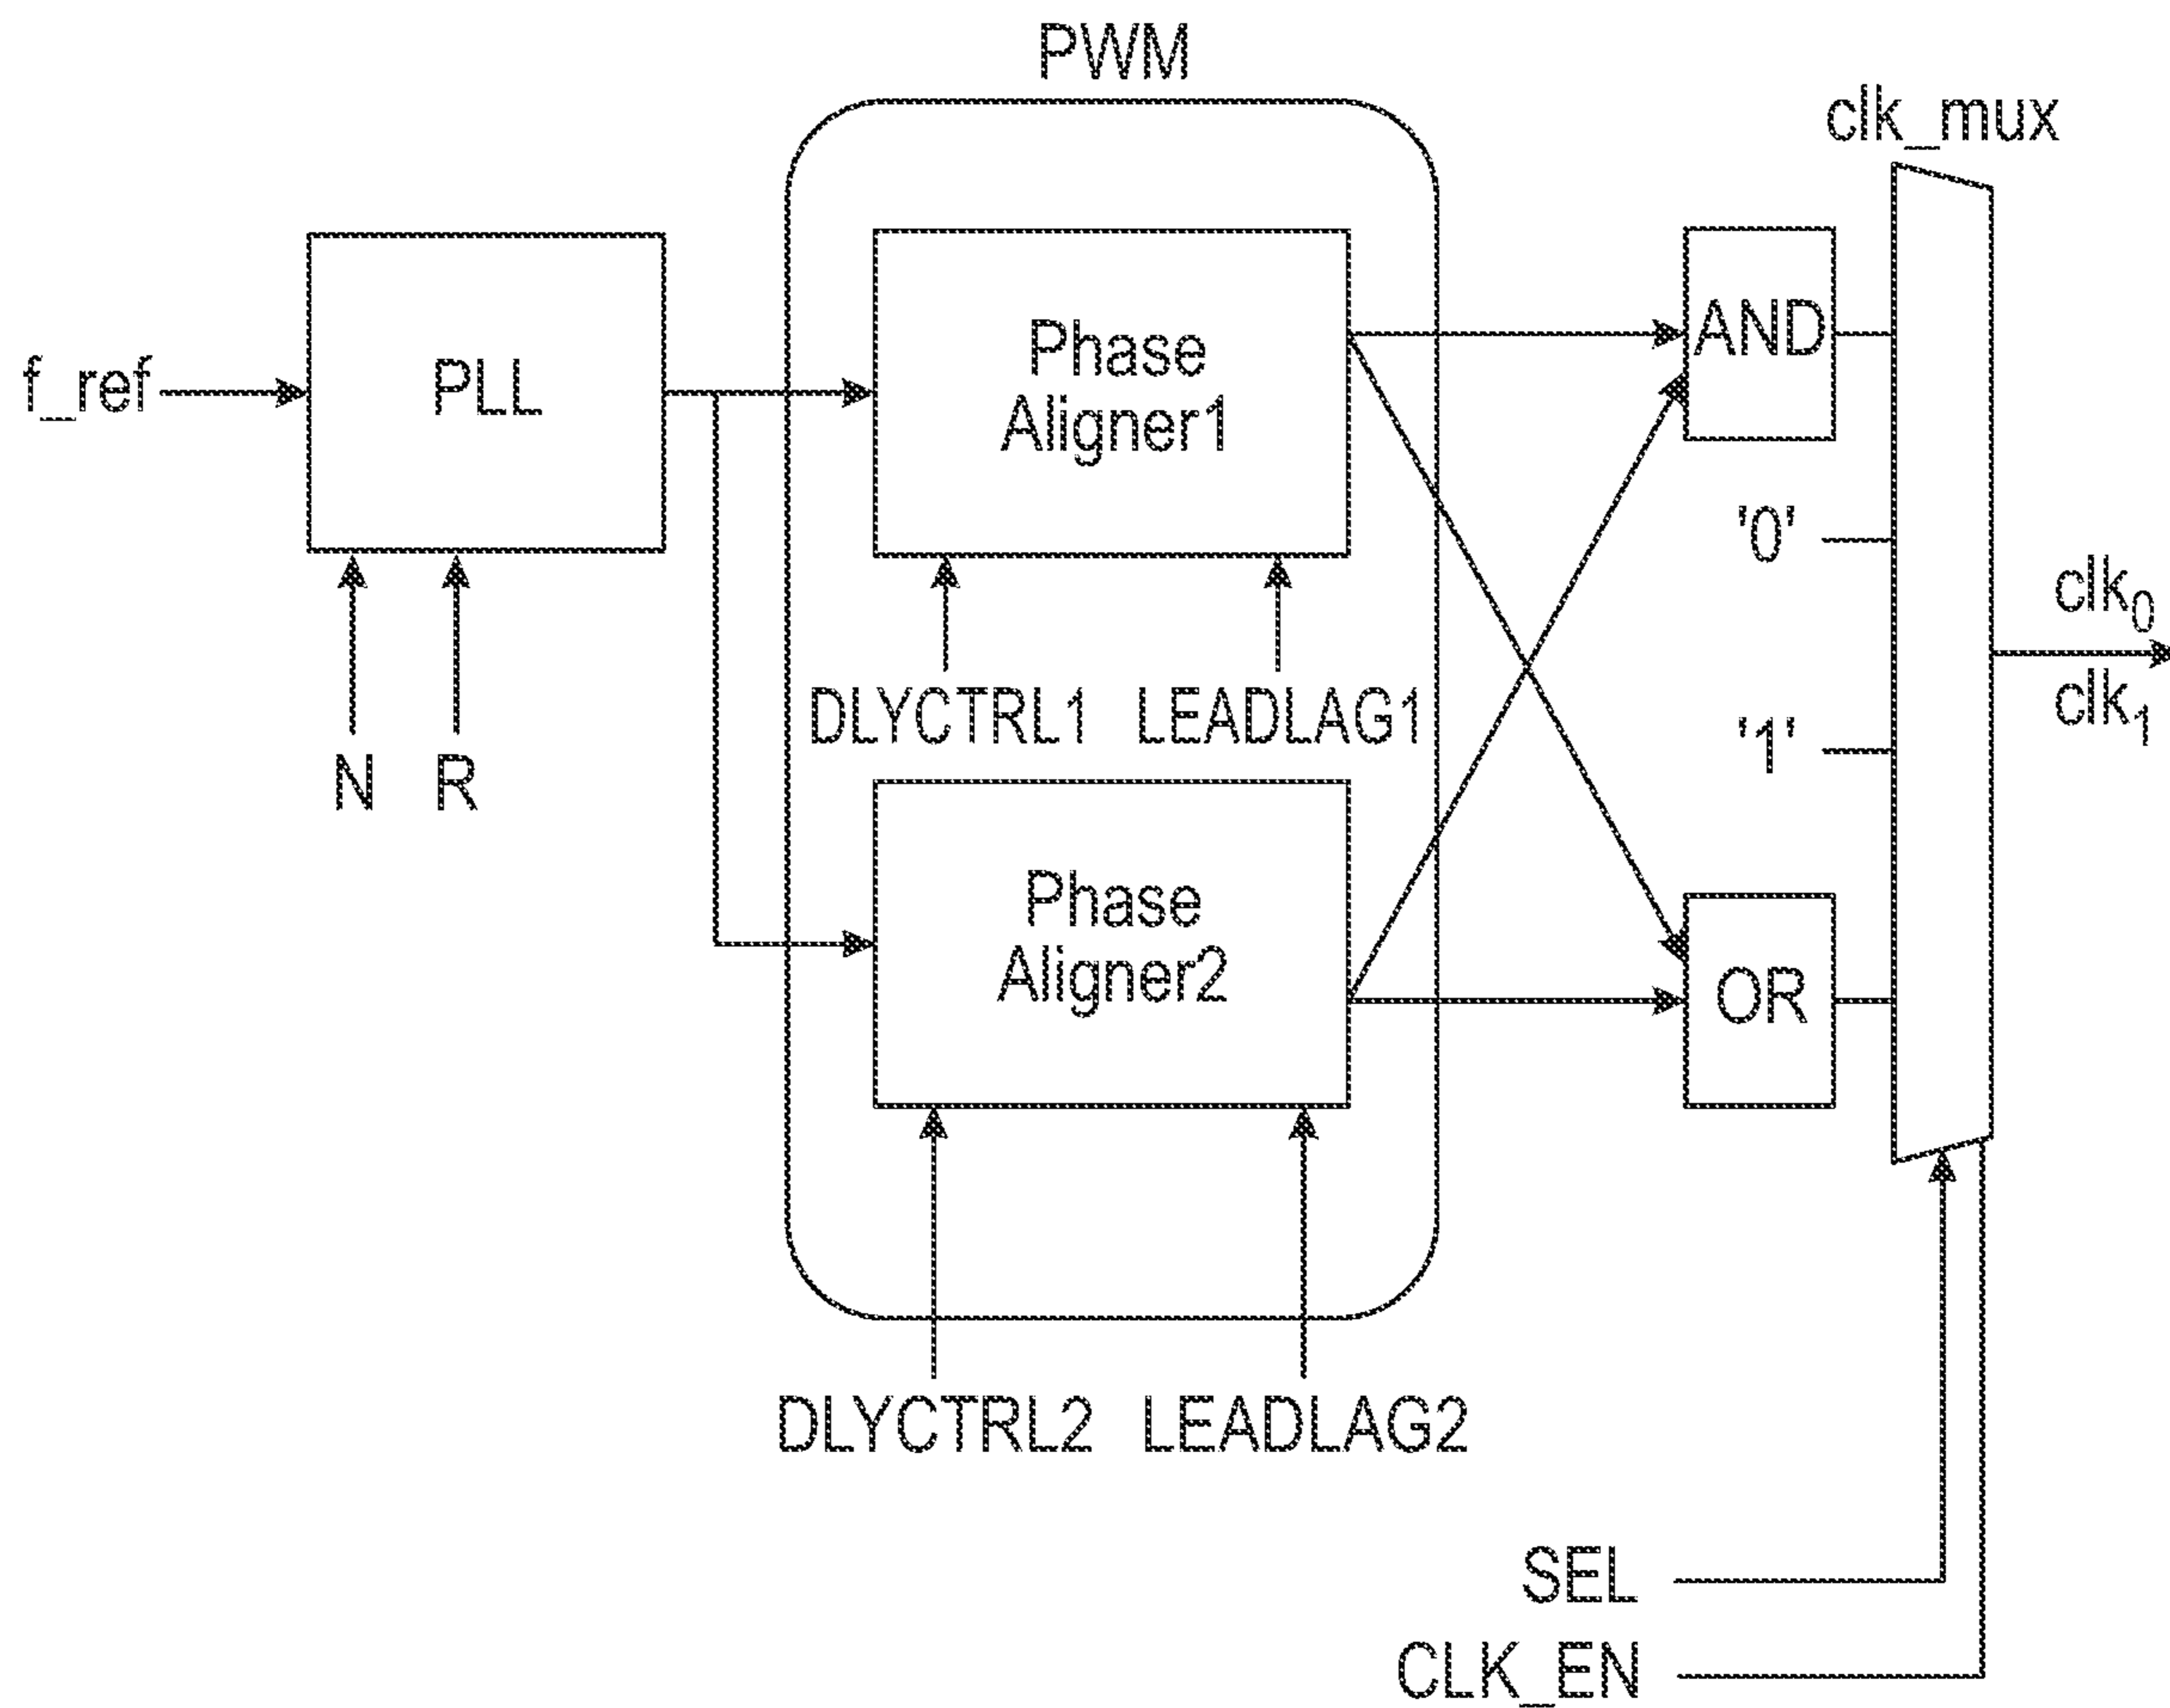 PWM
clk_mux
f_ref
PLL
Phase
Aligner1
AND
'0'
clk₀
clk₁
N R
DLYCTRL1 LEADLAG1
'1'
Phase
Aligner2
OR
DLYCTRL2 LEADLAG2
SEL
CLK_EN